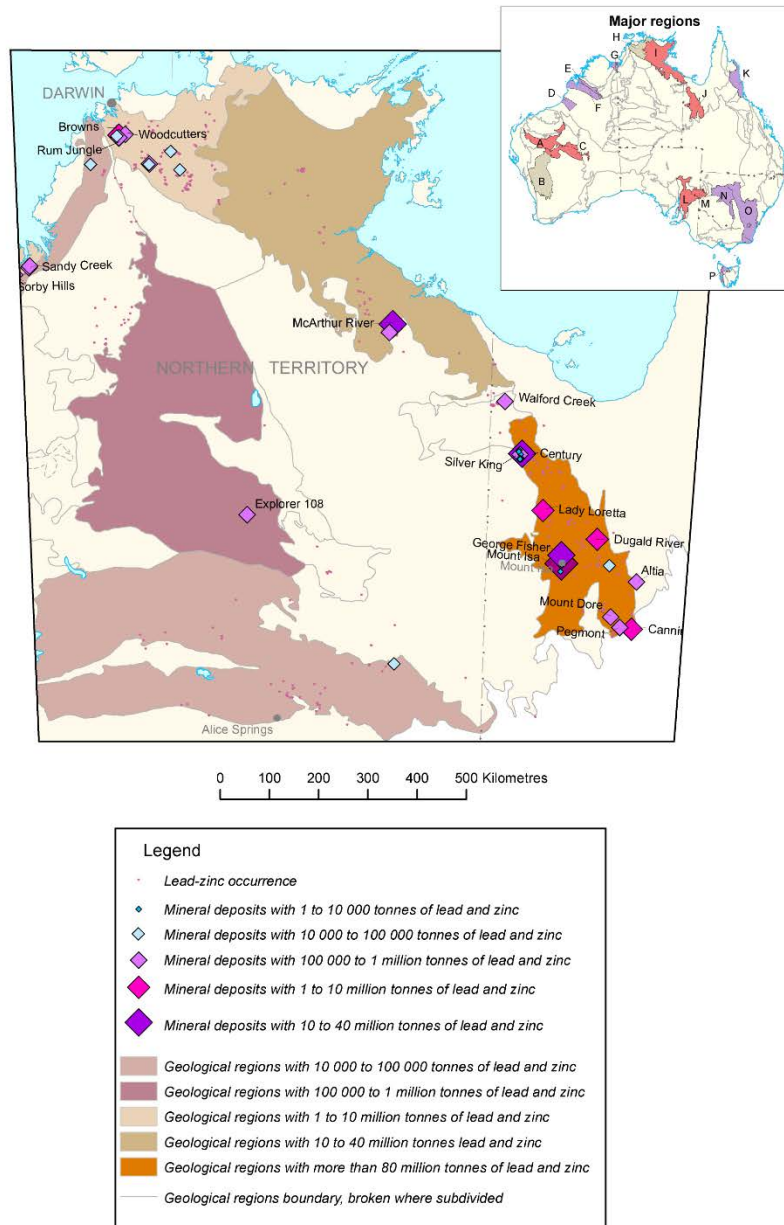 Major regions
H
I
G
E
K
D
F
J
A
C
B
L
M
N
O
P
DARWIN
Browns
Woodcutters
Rum Jungle
Sandy Creek
Sorby Hills
McArthur River
NORTHERN TERRITORY
Walford Creek
Silver King
Century
Explorer 108
Lady Loretta
George Fisher
Dugald River
Mount Isa
Mount
Altia
Mount Dore
Pegmont
Cannin
Alice Springs
0 100 200 300 400 500 Kilometres
Legend
Lead-zinc occurrence
Mineral deposits with 1 to 10 000 tonnes of lead and zinc
Mineral deposits with 10 000 to 100 000 tonnes of lead and zinc
Mineral deposits with 100 000 to 1 million tonnes of lead and zinc
Mineral deposits with 1 to 10 million tonnes of lead and zinc
Mineral deposits with 10 to 40 million tonnes of lead and zinc
Geological regions with 10 000 to 100 000 tonnes of lead and zinc
Geological regions with 100 000 to 1 million tonnes of lead and zinc
Geological regions with 1 to 10 million tonnes of lead and zinc
Geological regions with 10 to 40 million tonnes lead and zinc
Geological regions with more than 80 million tonnes of lead and zinc
Geological regions boundary, broken where subdivided